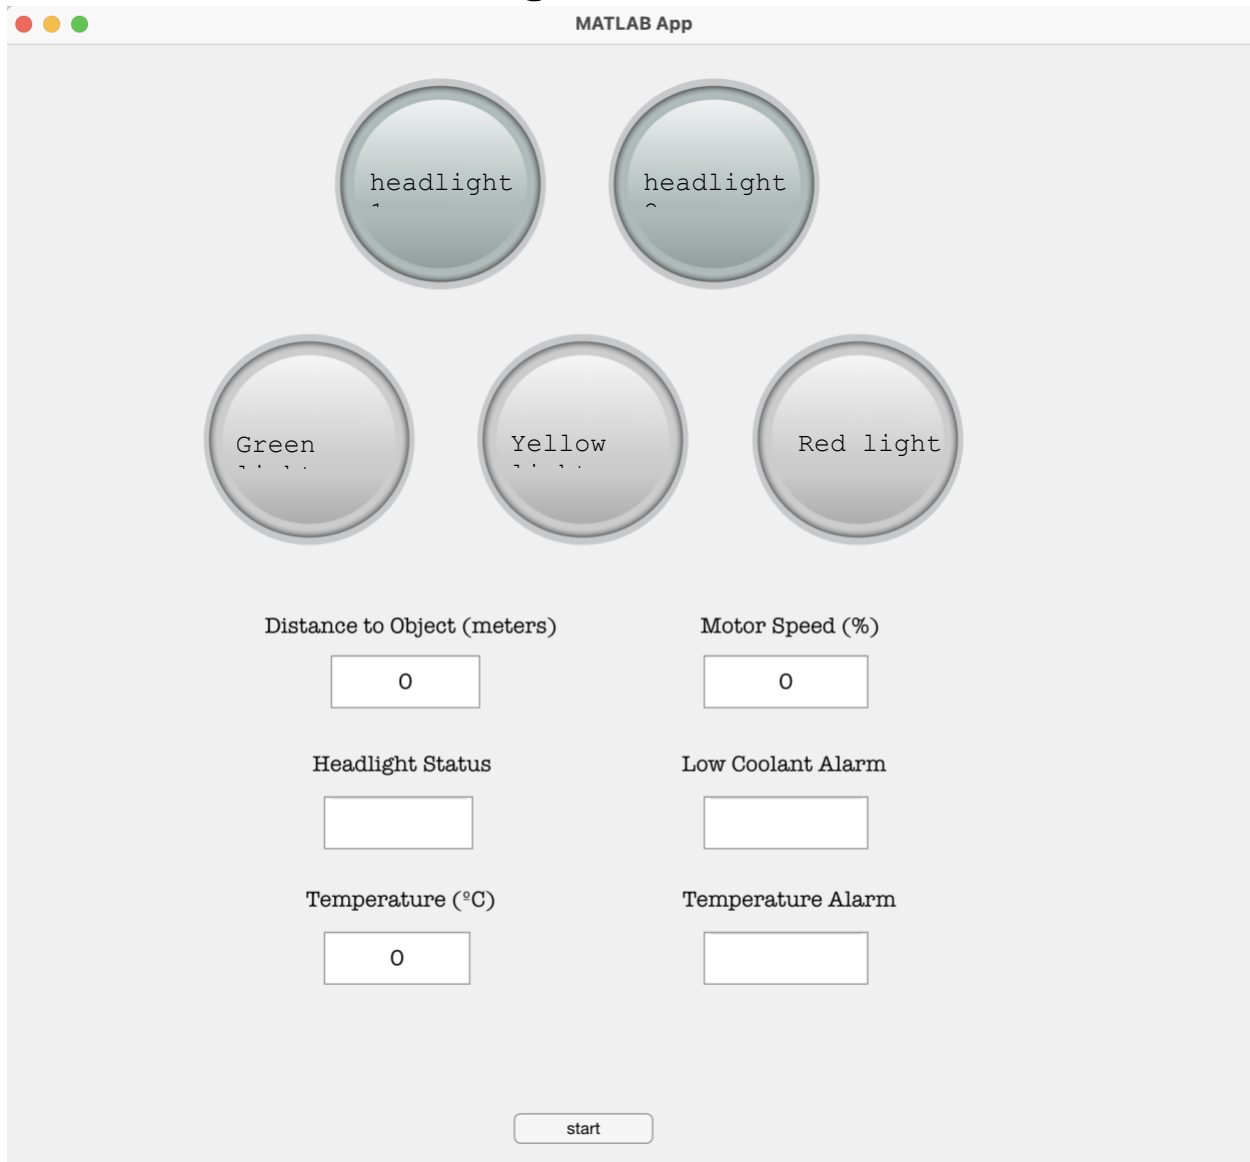 MATLAB App
headlight headlight
Green
Yellow
Red light
Distance to Object (meters) Motor Speed (%)
0 0
Headlight Status Low Coolant Alarm
Temperature (ºC) Temperature Alarm
0
start